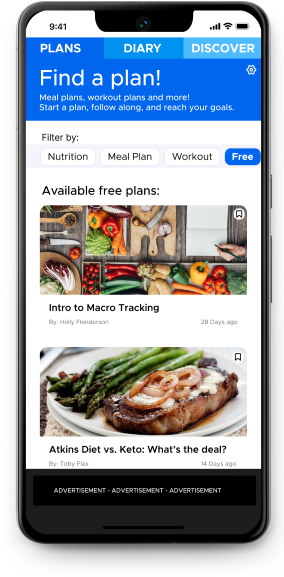 9:41
PLANS DIARY DISCOVER
Find a plan!
Meal plans, workout plans and more!
Start a plan, follow along, and reach your goals.
Filter by:
Nutrition Meal Plan Workout Free
Available free plans:
Intro to Macro Tracking
By: Holly Flenderson 28 Days ago
Atkins Diet vs. Keto: What's the deal?
By: Toby Flax 14 Days ago
ADVERTISEMENT - ADVERTISEMENT - ADVERTISEMENT